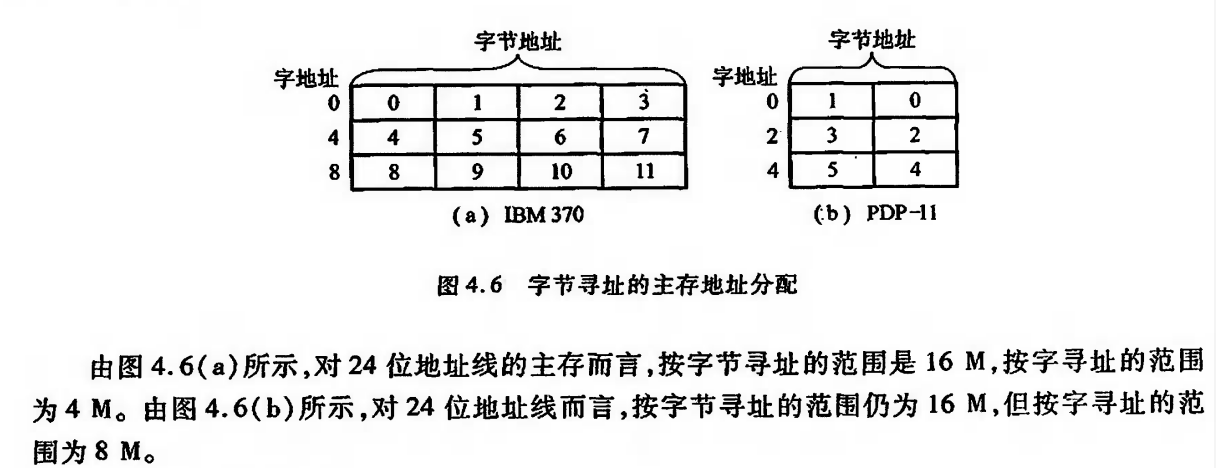 字节地址 字节地址
字地址 字地址
0 0 1 2 3 0 1 0
4 4 5 6 7 2 3 2
8 8 9 10 11 4 5 4
(a) IBM 370 (b) PDP-11
图 4.6 字节寻址的主存地址分配
由图 4.6(a)所示,对 24 位地址线的主存而言,按字节寻址的范围是 16 M,按字寻址的范围
为 4 M。由图 4.6(b)所示,对 24 位地址线而言,按字节寻址的范围仍为 16 M,但按字寻址的范
围为 8 M。